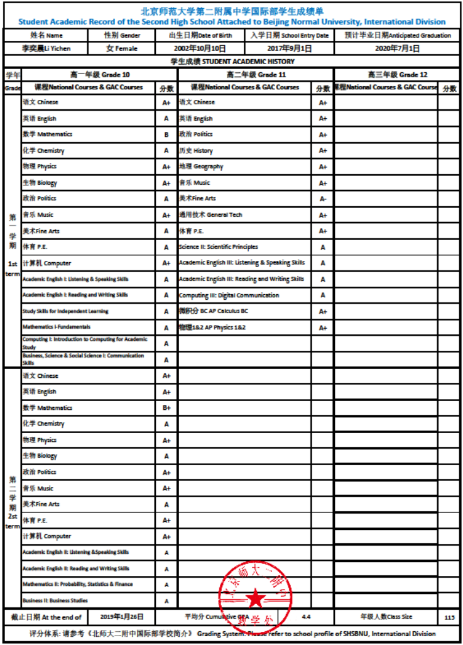 北京师范大学第二附属中学国际部学生成绩单
Student Academic Record of the Second High School Attached to Beijing Normal University, International Division
姓名 Name 性别 Gender 出生日期Date of Birth 入学日期 School Entry Date 预计毕业日期Anticipated Graduation
李奕晨Li Yichen 女 Female 2002年10月10日 2017年9月1日 2020年7月1日
学生成绩 STUDENT ACADEMIC HISTORY
学年 高一年级 Grade 10 高二年级 Grade 11 高三年级 Grade 12
Grade 课程National Courses & GAC Courses 分数 课程National Courses & GAC Courses 分数 课程National Courses & GAC Courses 分数
第一学期 1st term
语文 Chinese A+ 语文 Chinese A+
英语 English A 英语 English A+
数学 Mathematics B 政治 Politics A+
化学 Chemistry A 历史 History A+
物理 Physics A+ 地理 Geography A+
生物 Biology A+ 音乐 Music A+
政治 Politics A 美术Fine Arts A-
音乐 Music A+ 通用技术 General Tech A+
美术Fine Arts A 体育 P.E. A+
体育 P.E. A Science II: Scientific Principles A
计算机 Computer A+ Academic English III: Listening & Speaking Skills A
Academic English I: Listening & Speaking Skills A Academic English III: Reading and Writing Skills A
Academic English I: Reading and Writing Skills A Computing III: Digital Communication A
Study Skills for Independent Learning A 微积分 BC AP Calculus BC A+
Mathematics I-Fundamentals A 物理1&2 AP Physics 1&2 A+
Computing I: Introduction to Computing for Academic Study A
Business, Science & Social Science I: Communication Skills A
第二学期 2st term
语文 Chinese A+
英语 English A+
数学 Mathematics B+
化学 Chemistry A
物理 Physics A+
生物 Biology A
政治 Politics A+
音乐 Music A+
美术Fine Arts A
体育 P.E. A+
计算机 Computer A+
Academic English II: Listening &Speaking Skills A
Academic English II: Reading and Writing Skills A
Mathematics II: Probability, Statistics & Finance A
Business II: Business Studies A
截止日期 At the end of 2019年1月26日 平均分 Cumulative GPA 4.4 年级人数Class Size 113
评分体系: 请参考《北师大二附中国际部学校简介》 Grading System: Please refer to school profile of SHSBNU, International Division